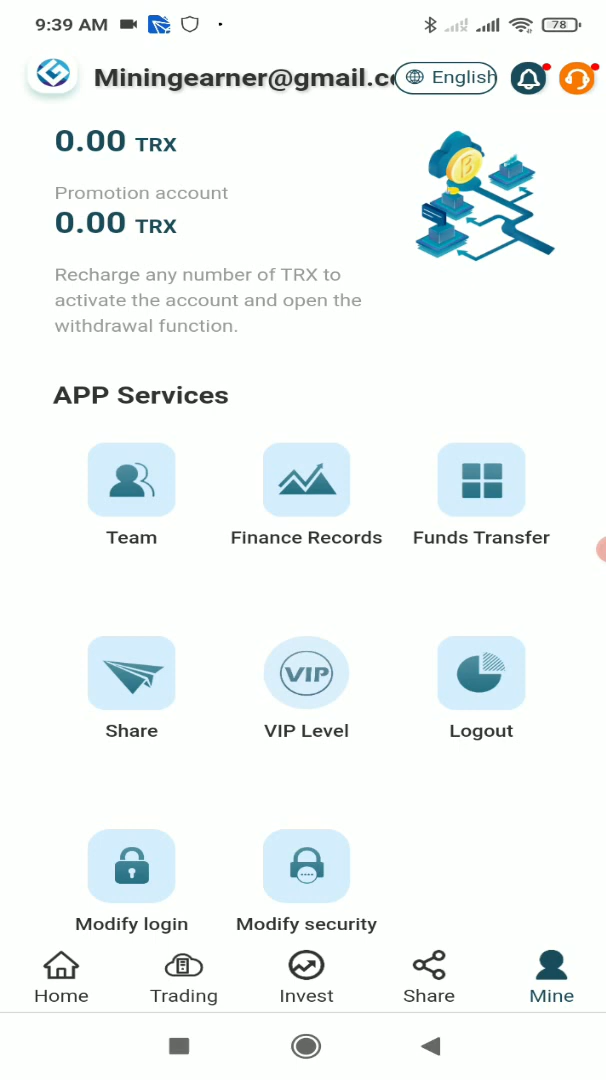 9:39 AM
78
Miningearner@gmail.c
English
0.00 TRX
Promotion account
0.00 TRX
Recharge any number of TRX to
activate the account and open the
withdrawal function.
APP Services
Team
Finance Records
Funds Transfer
Share
VIP
VIP Level
Logout
Modify login
Modify security
Home
Trading
Invest
Share
Mine